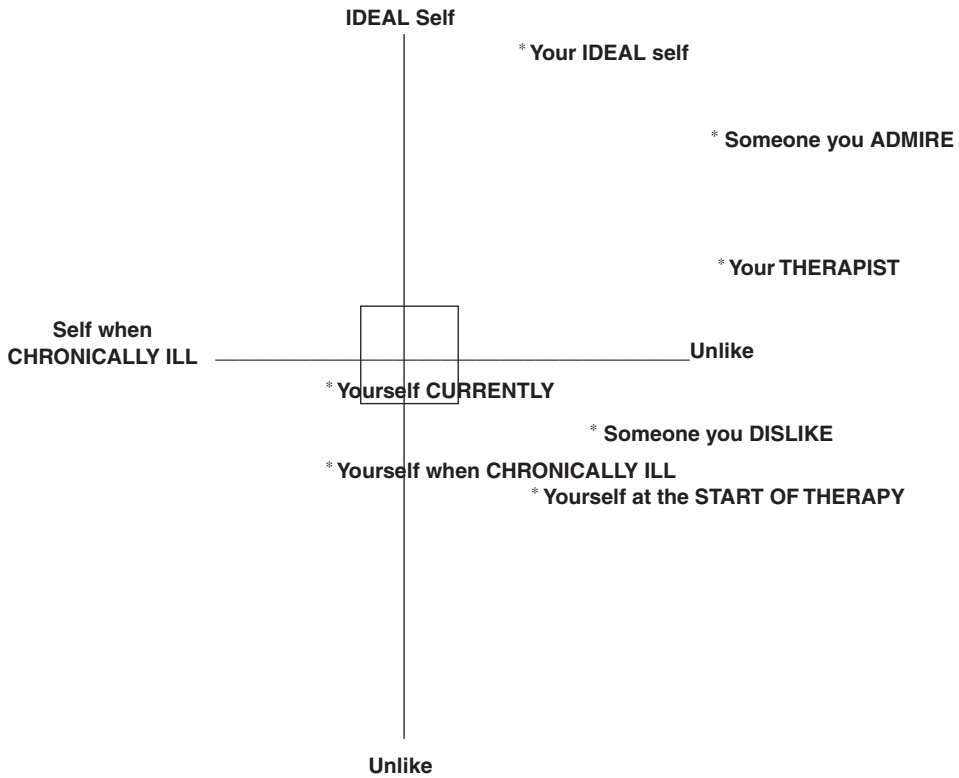 IDEAL Self
* Your IDEAL self
* Someone you ADMIRE
* Your THERAPIST
Self when
CHRONICALLY ILL
Unlike
* Yourself CURRENTLY
* Someone you DISLIKE
* Yourself when CHRONICALLY ILL
* Yourself at the START OF THERAPY
Unlike